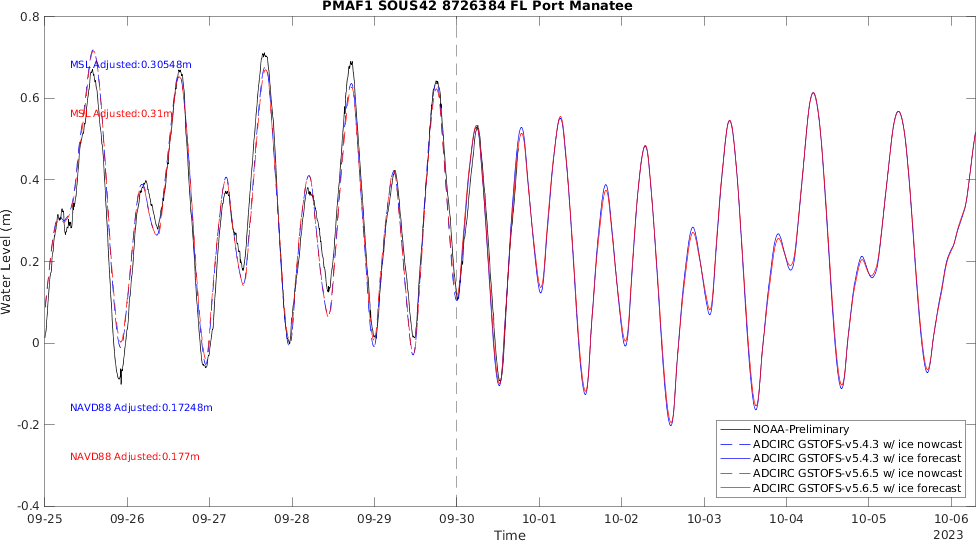 PMAF1 SOUS42 8726384 FL Port Manatee
0.8
0.6
0.4
0.2
0
-0.2
-0.4
Water Level (m)
MSL Adjusted:0.30548m
MSL Adjusted:0.31m
NAVD88 Adjusted:0.17248m
NAVD88 Adjusted:0.177m
NOAA-Preliminary
ADCIRC GSTOFS-v5.4.3 w/ ice nowcast
ADCIRC GSTOFS-v5.4.3 w/ ice forecast
ADCIRC GSTOFS-v5.6.5 w/ ice nowcast
ADCIRC GSTOFS-v5.6.5 w/ ice forecast
09-25 09-26 09-27 09-28 09-29 09-30 10-01 10-02 10-03 10-04 10-05 10-06
Time 2023